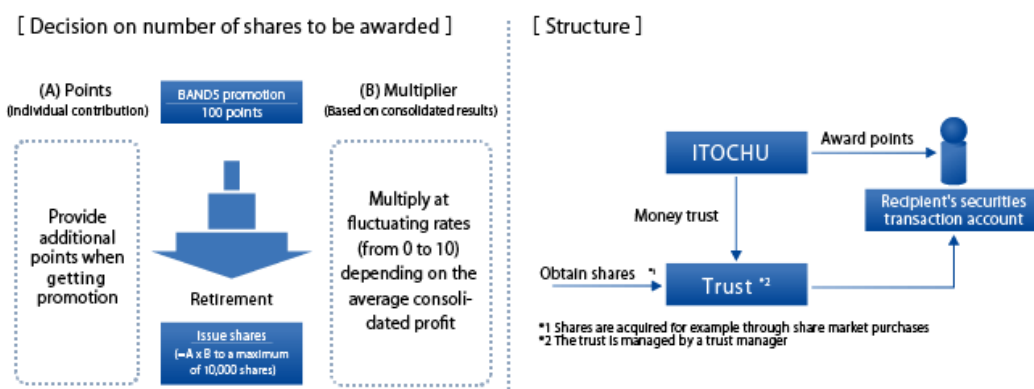 [ Decision on number of shares to be awarded ]
(A) Points
(Individual contribution)
BAND5 promotion
100 points
(B) Multiplier
(Based on consolidated results)
Provide
additional
points when
getting
promotion
Multiply at
fluctuating rates
(from 0 to 10)
depending on the
average consoli-
dated profit
Retirement
Issue shares
(=A x B to a maximum
of 10,000 shares)
[ Structure ]
ITOCHU
Award points
Recipient's securities
transaction account
Money trust
Obtain shares *1
Trust *2
*1 Shares are acquired for example through share market purchases
*2 The trust is managed by a trust manager